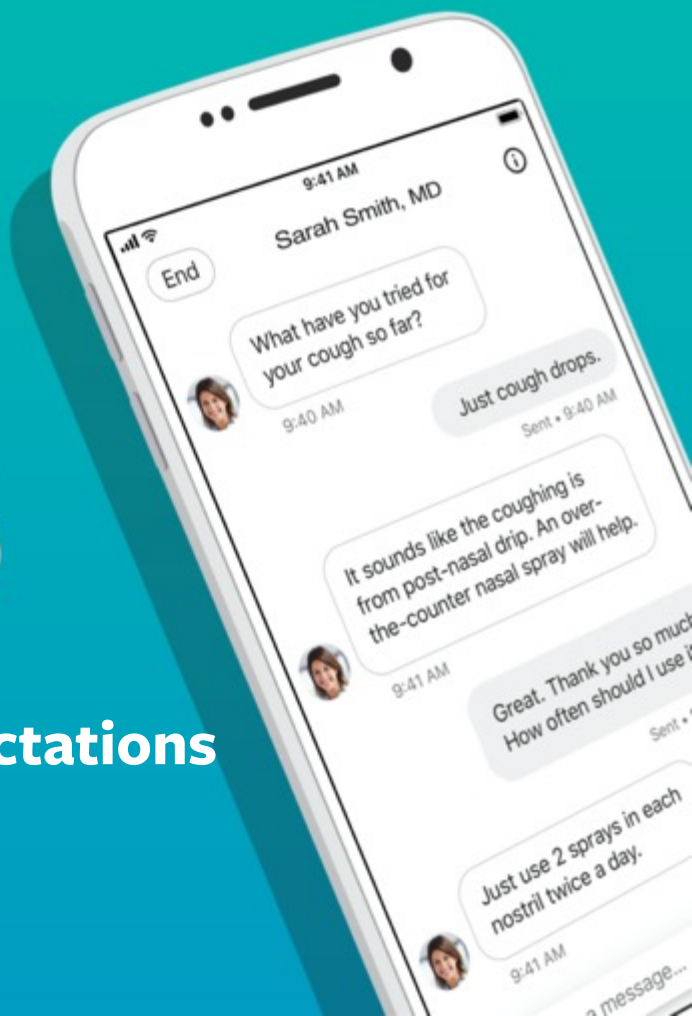 9:41 AM
Sarah Smith, MD
End
What have you tried for
your cough so far?
9:40 AM
Just cough drops.
Sent • 9:40 AM
It sounds like the coughing is
from post-nasal drip. An over-
the-counter nasal spray will help.
9:41 AM
Great. Thank you so much
How often should I use it
Sent •
ctations
Just use 2 sprays in each
nostril twice a day.
9:41 AM
a message...